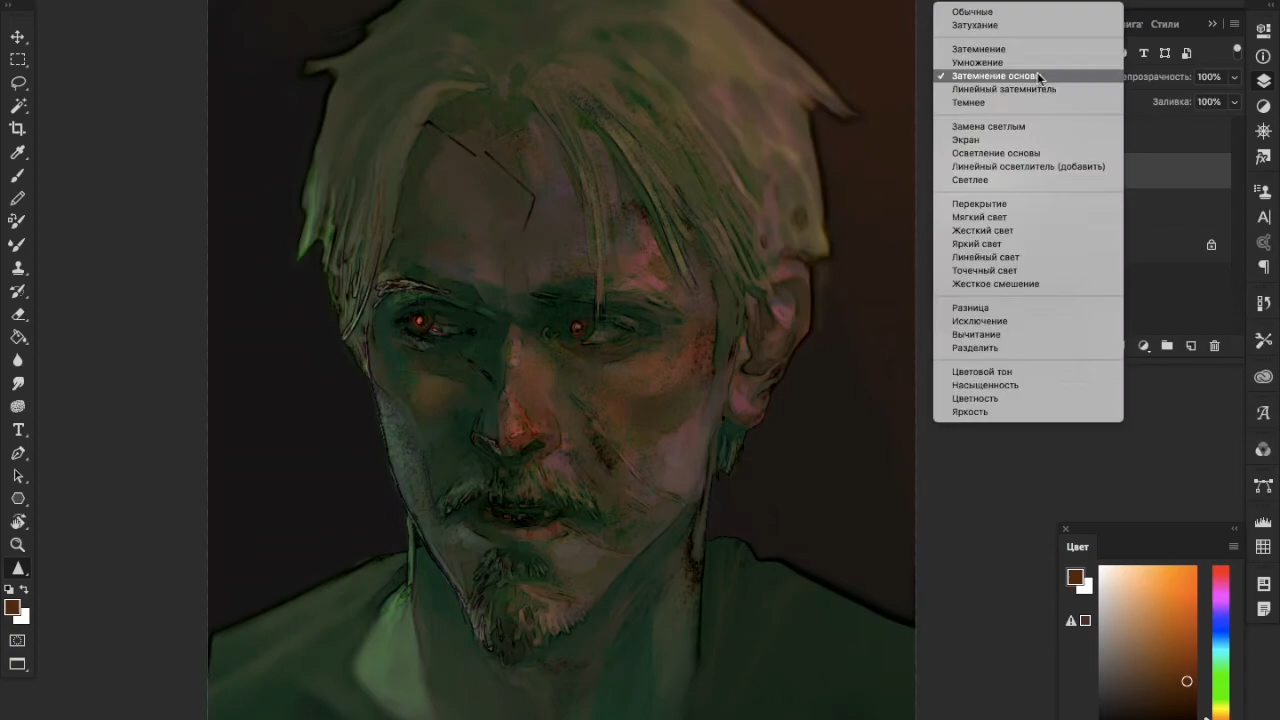 Обычные
Затухание
Затемнение
Умножение
Затемнение основы
Линейный затемнитель
Темнее
Замена светлым
Экран
Осветление основы
Линейный осветлитель (добавить)
Светлее
Перекрытие
Мягкий свет
Жесткий свет
Яркий свет
Линейный свет
Точечный свет
Жесткое смешение
Разница
Исключение
Вычитание
Разделить
Цветовой тон
Насыщенность
Цветность
Яркость
Стили
епрозрачность: 100%
Заливка: 100%
Цвет